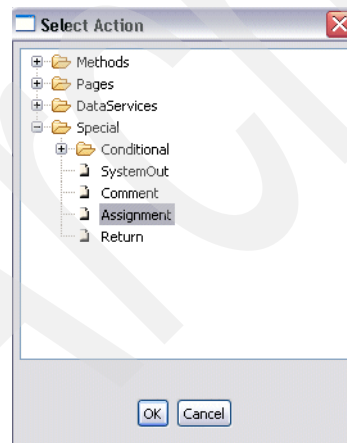 Select Action
Methods
Pages
DataServices
Special
Conditional
SystemOut
Comment
Assignment
Return
OK Cancel